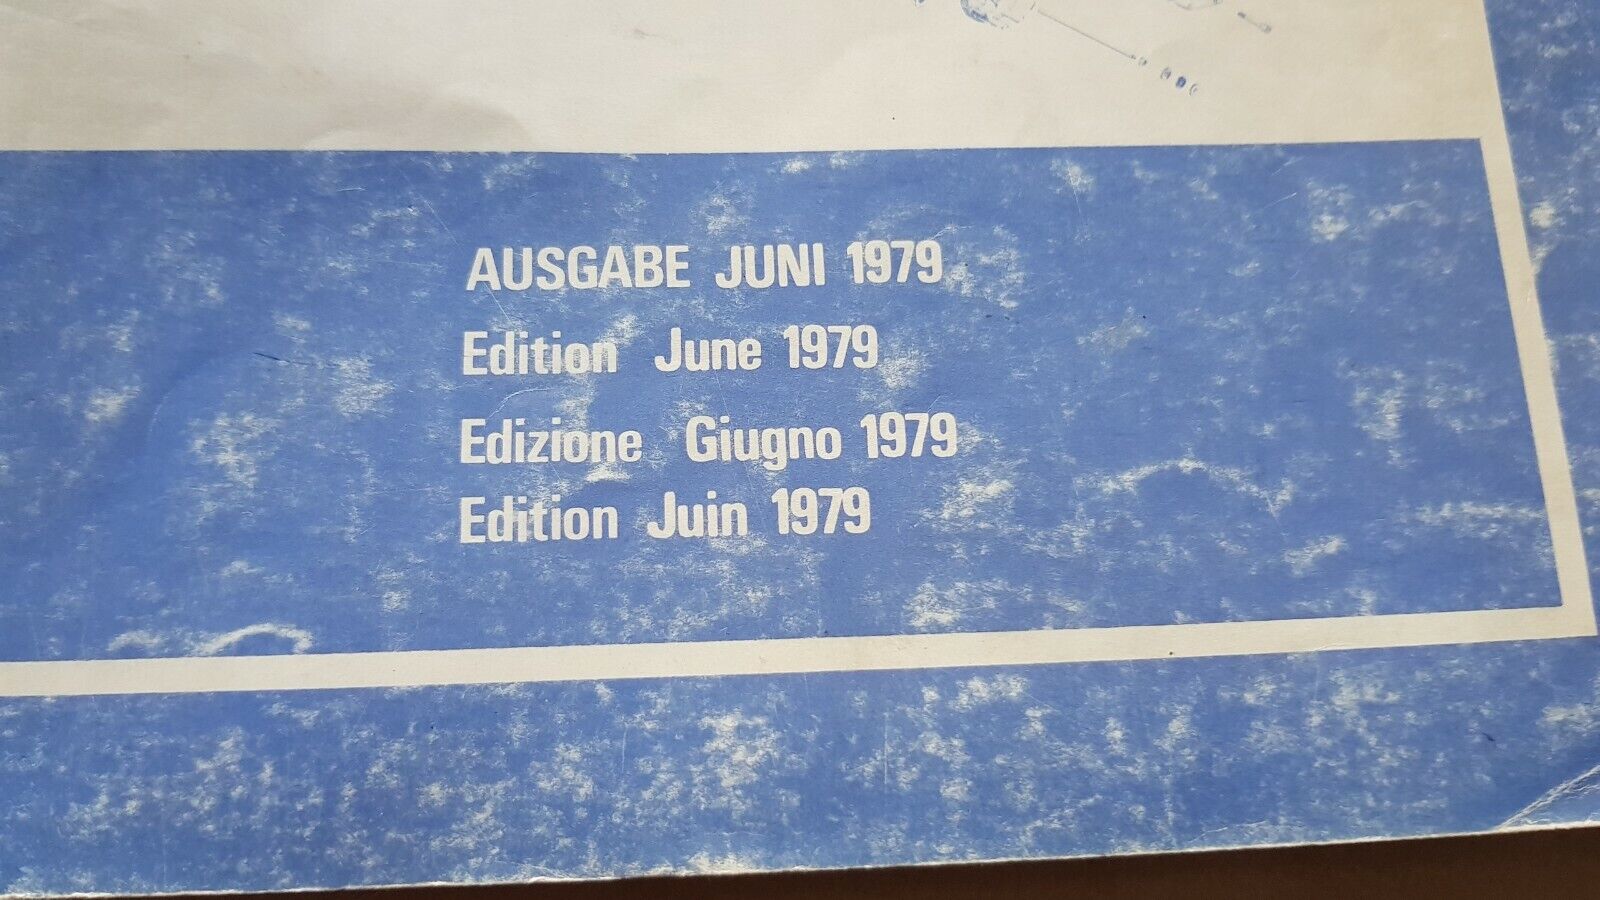 AUSGABE JUNI 1979
Edition June 1979
Edizione Giugno 1979
Edition Juin 1979